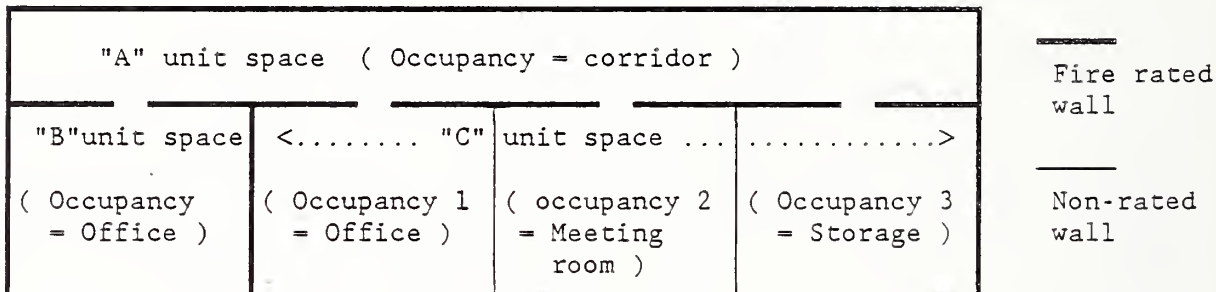 "A" unit space ( Occupancy = corridor )
"B"unit space <........ "C" unit space ... .............>
( Occupancy = Office )
( Occupancy 1 = Office )
( occupancy 2 = Meeting room )
( Occupancy 3 = Storage )
Fire rated
wall
Non-rated
wall